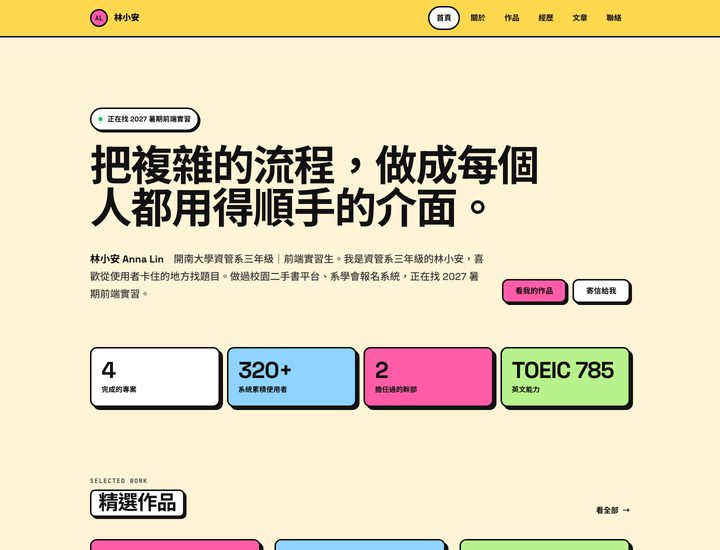 AL 林小安 首頁 關於 作品 經歷 文章 聯絡
正在找 2027 暑期前端實習
把複雜的流程，做成每個
人都用得順手的介面。
林小安 Anna Lin 開南大學資管系三年級｜前端實習生。我是資管系三年級的林小安，喜
歡從使用者卡住的地方找題目。做過校園二手書平台、系學會報名系統，正在找 2027 暑
期前端實習。
看我的作品 寄信給我
4 320+ 2 TOEIC 785
完成的專案 系統累積使用者 擔任過的幹部 英文能力
SELECTED WORK
精選作品
看全部 →